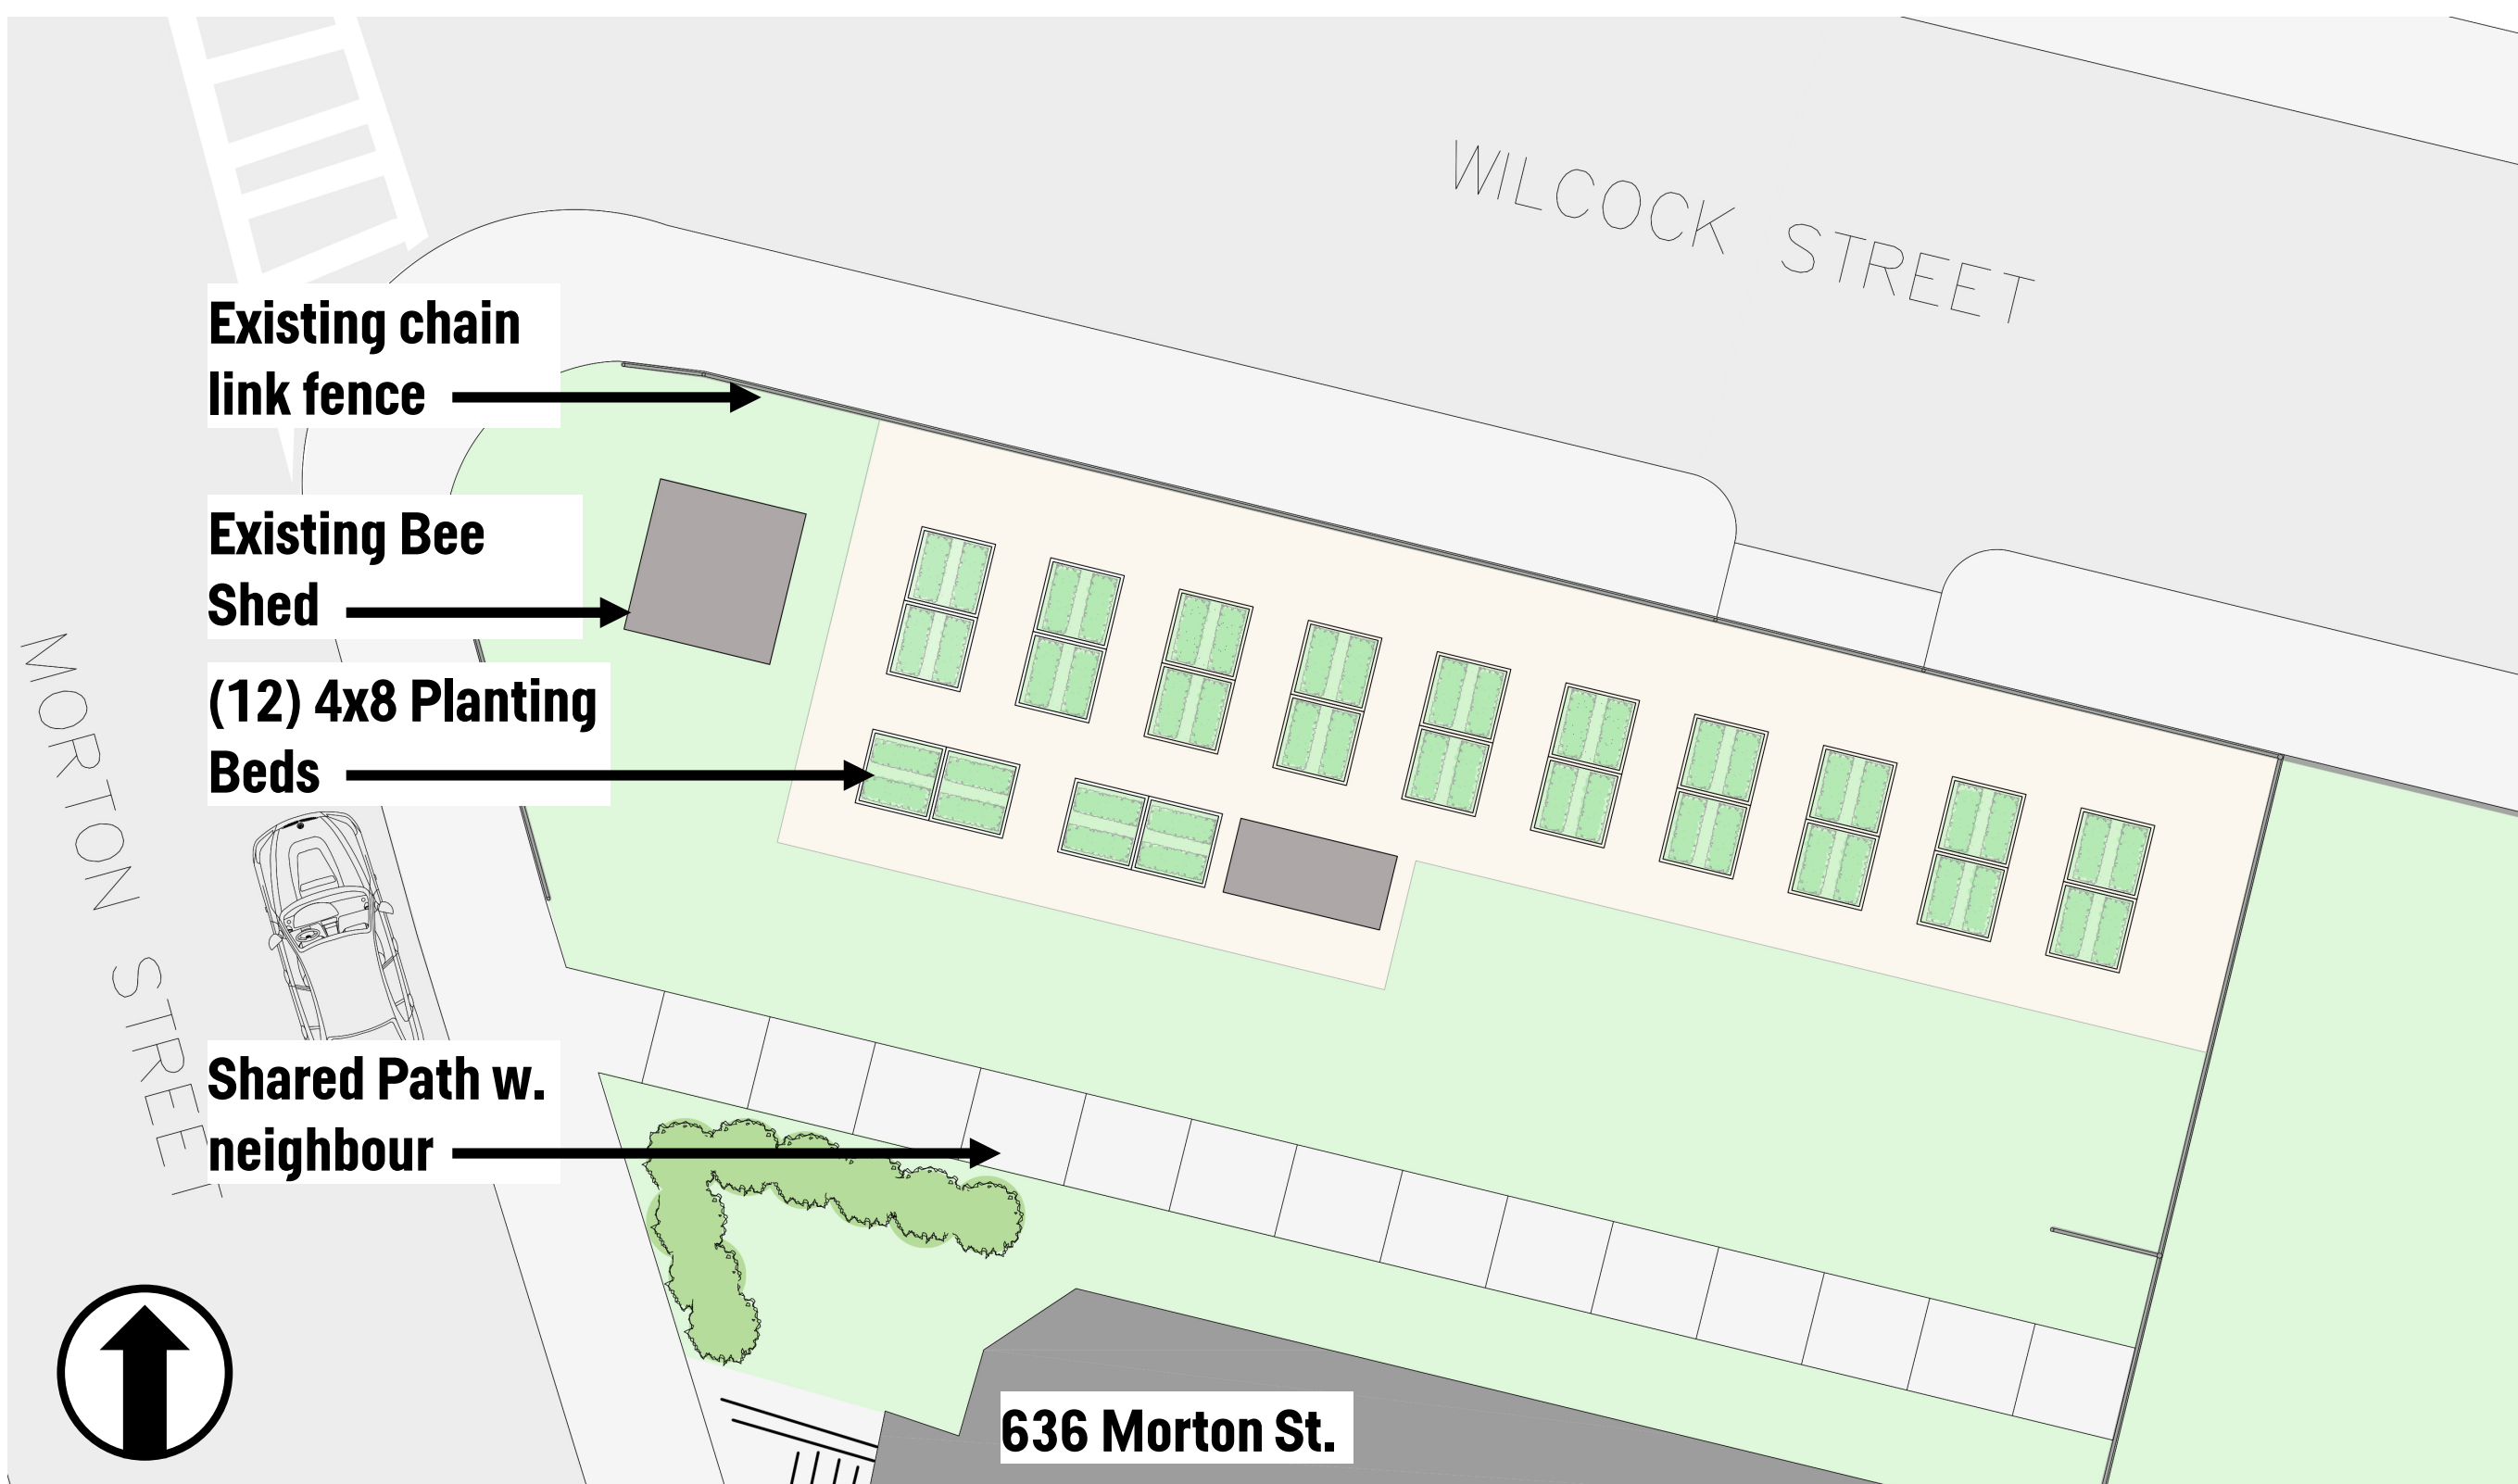 WILCOCK STREET
Existing chain
link fence
Existing Bee
Shed
(12) 4x8 Planting
Beds
MORTON STREET
Shared Path w.
neighbour
636 Morton St.